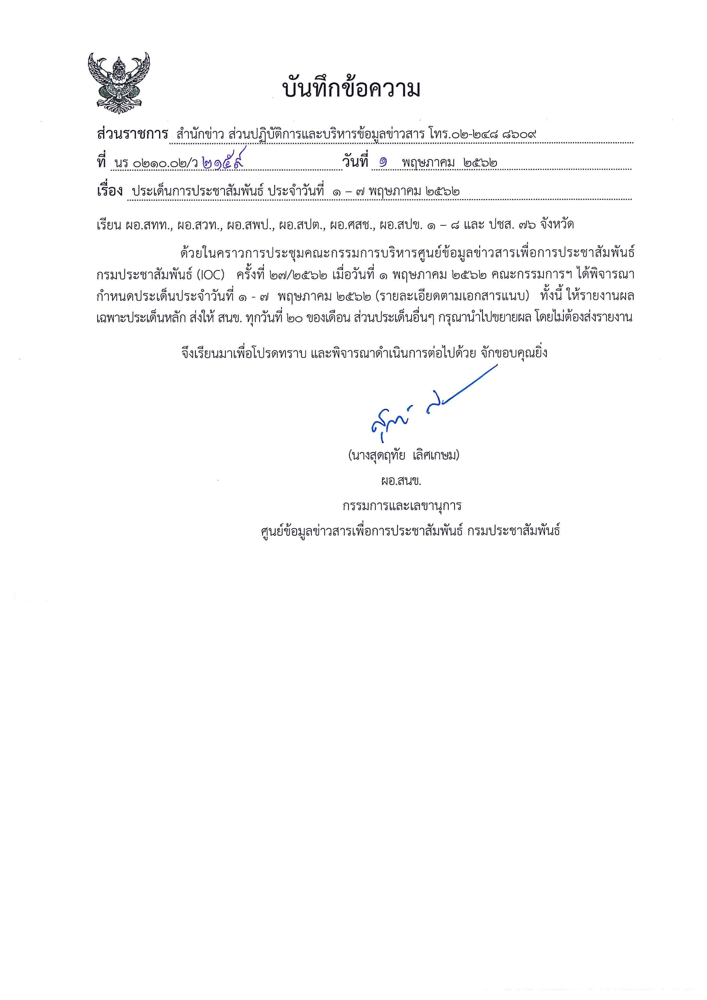 บันทึกข้อความ
ส่วนราชการ สำนักข่าว ส่วนปฏิบัติการและบริหารข้อมูลข่าวสาร โทร.๐๒-๒๔๘ ๘๖๐๙
ที่ นร ๐๒๑๐.๐๒/ว ๒๑๕๙ วันที่ ๑ พฤษภาคม ๒๕๖๒
เรื่อง ประเด็นการประชาสัมพันธ์ ประจำวันที่ ๑ – ๗ พฤษภาคม ๒๕๖๒
เรียน ผอ.สทท., ผอ.สวท., ผอ.สพป., ผอ.สปต., ผอ.ศสช., ผอ.สปข. ๑ – ๘ และ ปชส. ๗๖ จังหวัด
ด้วยในคราวการประชุมคณะกรรมการบริหารศูนย์ข้อมูลข่าวสารเพื่อการประชาสัมพันธ์
กรมประชาสัมพันธ์ (IOC) ครั้งที่ ๒๗/๒๕๖๒ เมื่อวันที่ ๑ พฤษภาคม ๒๕๖๒ คณะกรรมการฯ ได้พิจารณา
กำหนดประเด็นประจำวันที่ ๑ - ๗ พฤษภาคม ๒๕๖๒ (รายละเอียดตามเอกสารแนบ) ทั้งนี้ ให้รายงานผล
เฉพาะประเด็นหลัก ส่งให้ สนข. ทุกวันที่ ๒๐ ของเดือน ส่วนประเด็นอื่นๆ กรุณานำไปขยายผล โดยไม่ต้องส่งรายงาน
จึงเรียนมาเพื่อโปรดทราบ และพิจารณาดำเนินการต่อไปด้วย จักขอบคุณยิ่ง
(นางสุดฤทัย เลิศเกษม)
ผอ.สนข.
กรรมการและเลขานุการ
ศูนย์ข้อมูลข่าวสารเพื่อการประชาสัมพันธ์ กรมประชาสัมพันธ์